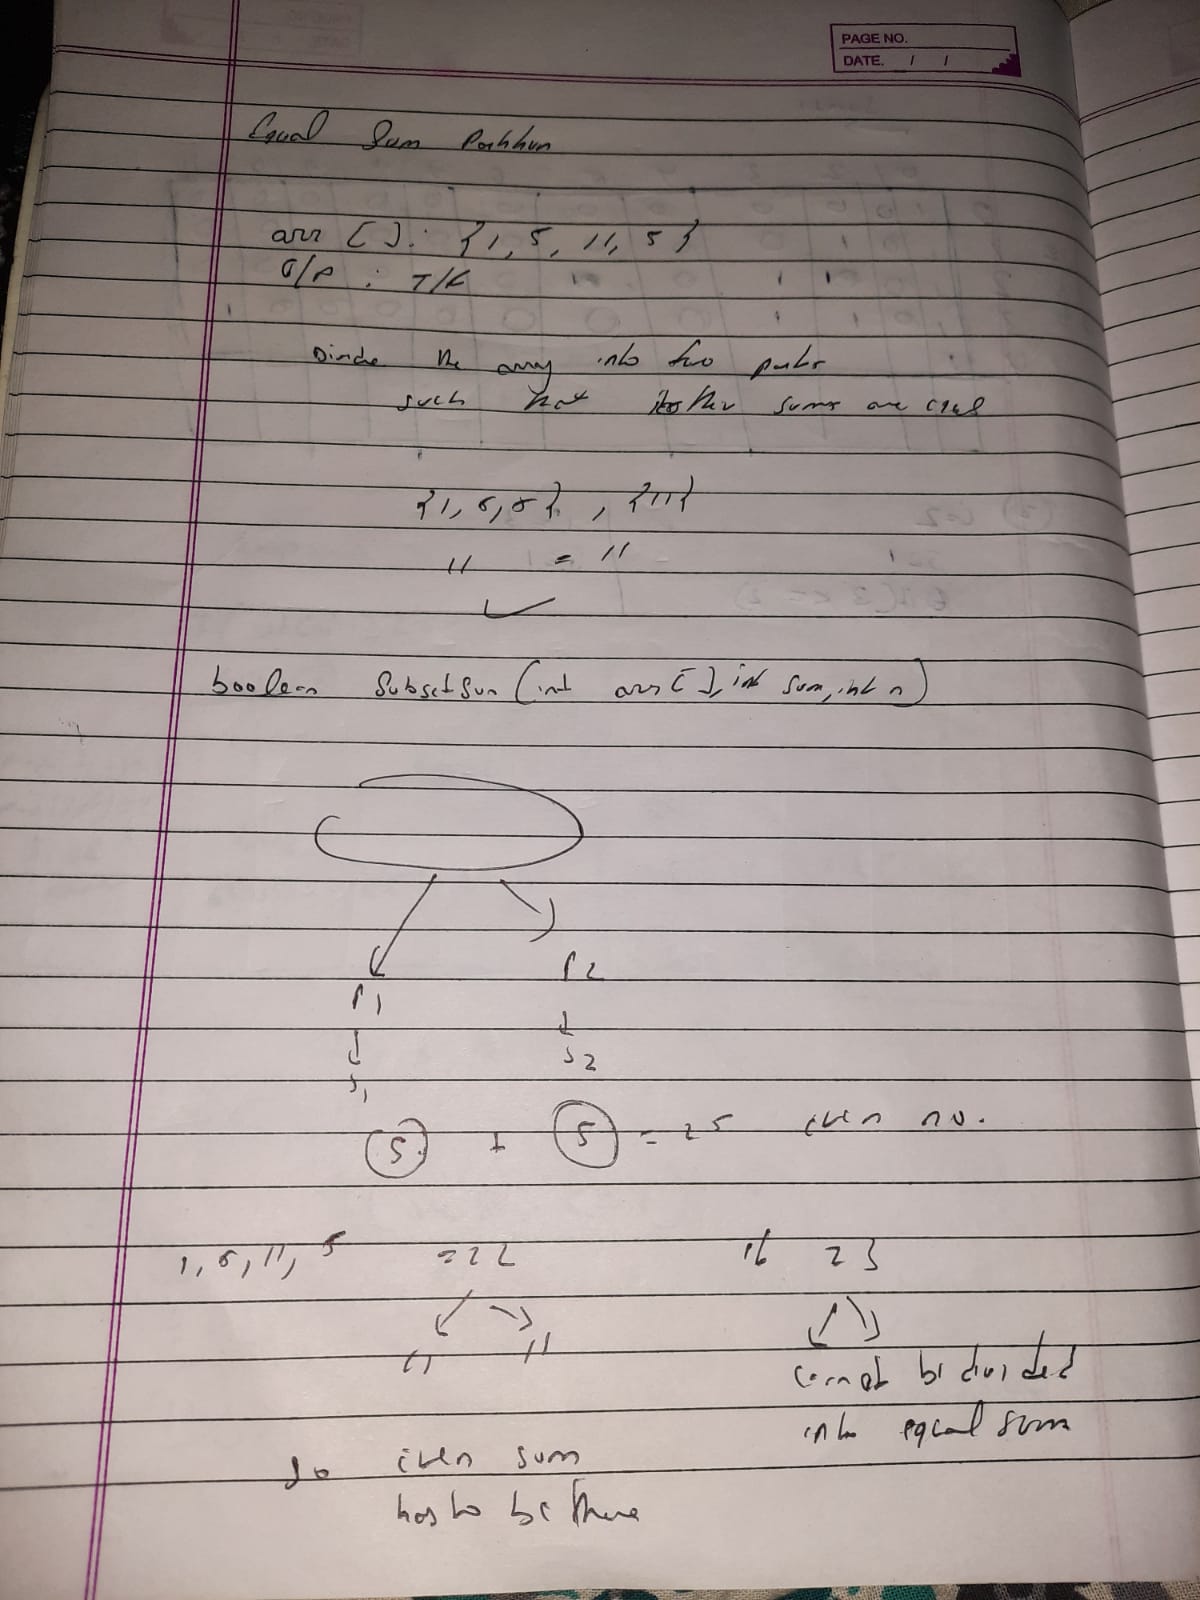 PAGE NO.
DATE. / /
Equal Sum Partition
arr [ ] : {1, 5, 11, 5}
O/P : T/F
Divide the array into two parts
such that their sums are equal
{1, 5, 5} , {11}
11 = 11
boolean SubsetSum (int arr [ ], int sum, int n)
P1 P2
S1 S2
S + S = 2S even no.
1, 5, 11, 5 = 22 if 23
11 11
cannot be divided
into equal sum
So even sum
has to be there